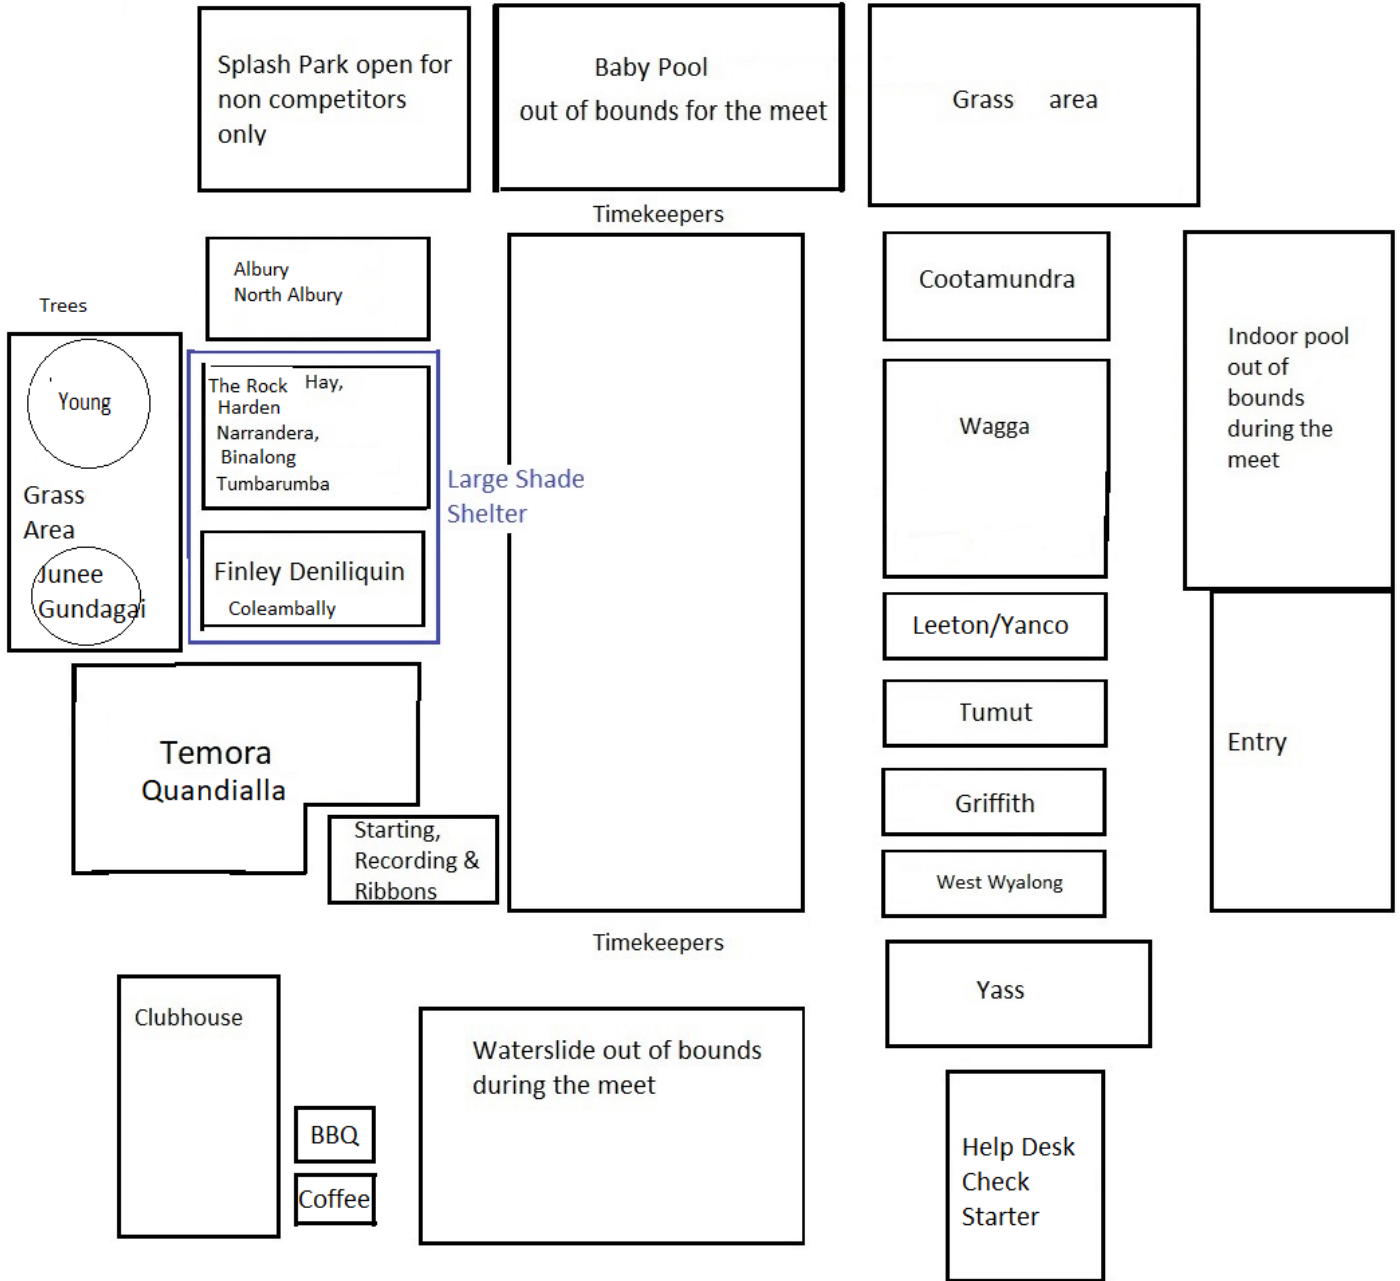 Splash Park open for
non competitors
only
Baby Pool
out of bounds for the meet
Grass area
Timekeepers
Albury
North Albury
Trees
Young
Grass
Area
Junee
Gundagai
The Rock Hay,
Harden
Narrandera,
Binalong
Tumbarumba
Large Shade
Shelter
Finley Deniliquin
Coleambally
Cootamundra
Wagga
Indoor pool
out of
bounds
during the
meet
Leeton/Yanco
Tumut
Griffith
West Wyalong
Entry
Temora
Quandialla
Starting,
Recording &
Ribbons
Timekeepers
Yass
Clubhouse
Waterslide out of bounds
during the meet
BBQ
Coffee
Help Desk
Check
Starter